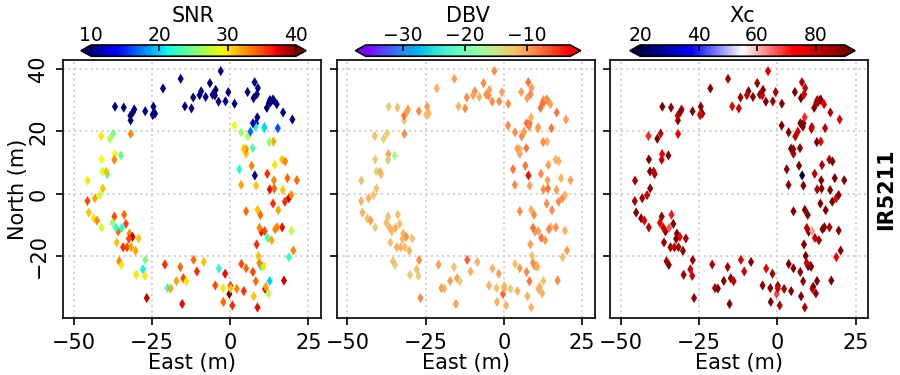 SNR DBV Xc
10 20 30 40 −30 −20 −10 20 40 60 80
40
20
0
−20
North (m)
IR5211
−50 −25 0 25 −50 −25 0 25 −50 −25 0 25
East (m) East (m) East (m)